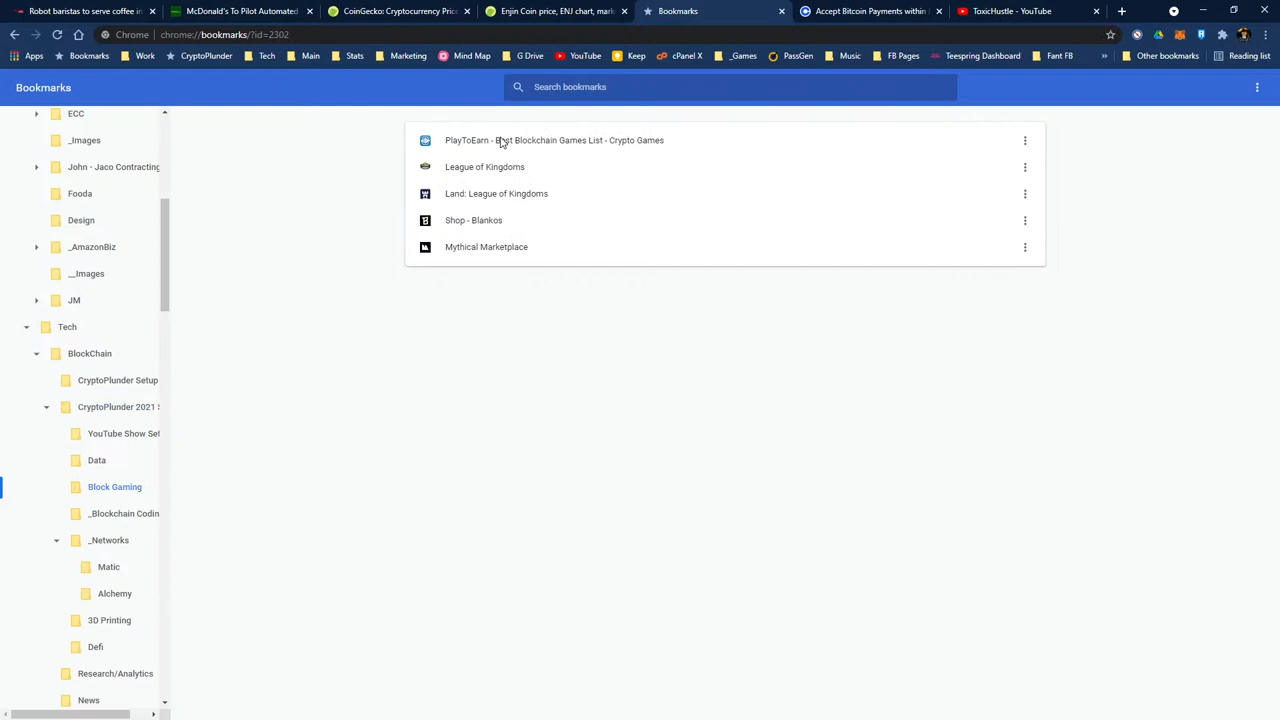 Robot baristas to serve coffee in
McDonald's To Pilot Automated
CoinGecko: Cryptocurrency Price
Enjin Coin price, ENJ chart, mark
Bookmarks
Accept Bitcoin Payments within
ToxicHustle - YouTube
Chrome | chrome://bookmarks/?id=2302
Apps
Bookmarks
Work
CryptoPlunder
Tech
Main
Stats
Marketing
G Drive
YouTube
Keep
cPanel X
_Games
PassGen
Music
FB Pages
Teespring Dashboard
Fant FB
Other bookmarks
Reading list
Bookmarks
Search bookmarks
ECC
_Images
John - Jaco Contracting
Fooda
Design
_AmazonBiz
__Images
JM
Tech
BlockChain
CryptoPlunder Setup
CryptoPlunder 2021 S
YouTube Show Set
Data
Block Gaming
_Blockchain Codin
_Networks
Matic
Alchemy
3D Printing
Defi
Research/Analytics
News
PlayToEarn - Best Blockchain Games List - Crypto Games
League of Kingdoms
Land: League of Kingdoms
Shop - Blankos
Mythical Marketplace